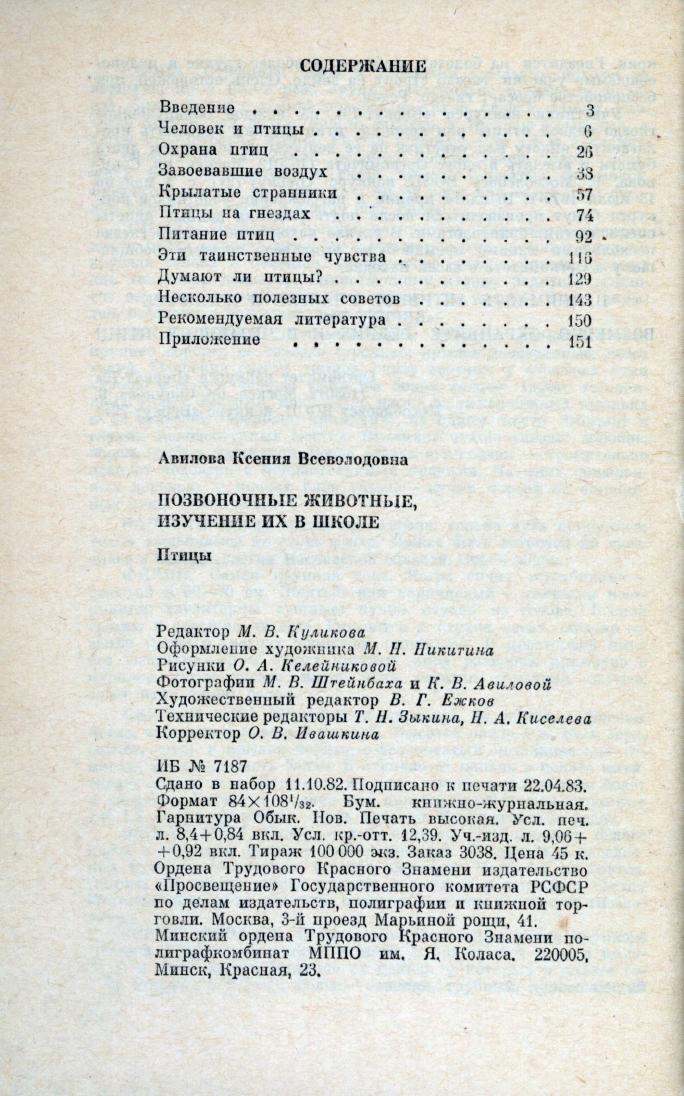 СОДЕРЖАНИЕ
Введение . . . . . . . . . . . . . . 3
Человек и птицы . . . . . . . . . . . 6
Охрана птиц . . . . . . . . . . . . 26
Завоевавшие воздух . . . . . . . . . . 38
Крылатые странники . . . . . . . . . . 57
Птицы на гнездах . . . . . . . . . . 74
Питание птиц . . . . . . . . . . . . 92
Эти таинственные чувства . . . . . . . . 116
Думают ли птицы? . . . . . . . . . . 129
Несколько полезных советов . . . . . . . 143
Рекомендуемая литература . . . . . . . . 150
Приложение . . . . . . . . . . . . 151
Авилова Ксения Всеволодовна
ПОЗВОНОЧНЫЕ ЖИВОТНЫЕ,
ИЗУЧЕНИЕ ИХ В ШКОЛЕ
Птицы
Редактор М. В. Куликова
Оформление художника М. Н. Никитина
Рисунки О. А. Келейниковой
Фотографии М. В. Штейнбаха и К. В. Авиловой
Художественный редактор В. Г. Ежков
Технические редакторы Т. Н. Зыкина, Н. А. Киселева
Корректор О. В. Ивашкина
ИБ № 7187
Сдано в набор 11.10.82. Подписано к печати 22.04.83.
Формат 84×108¹/₃₂. Бум. книжно-журнальная.
Гарнитура Обык. Нов. Печать высокая. Усл. печ.
л. 8,4+0,84 вкл. Усл. кр.-отт. 12,39. Уч.-изд. л. 9,06+
+0,92 вкл. Тираж 100 000 экз. Заказ 3038. Цена 45 к.
Ордена Трудового Красного Знамени издательство
«Просвещение» Государственного комитета РСФСР
по делам издательств, полиграфии и книжной тор-
говли. Москва, 3-й проезд Марьиной рощи, 41.
Минский ордена Трудового Красного Знамени по-
лиграфкомбинат МППО им. Я. Коласа. 220005,
Минск, Красная, 23.